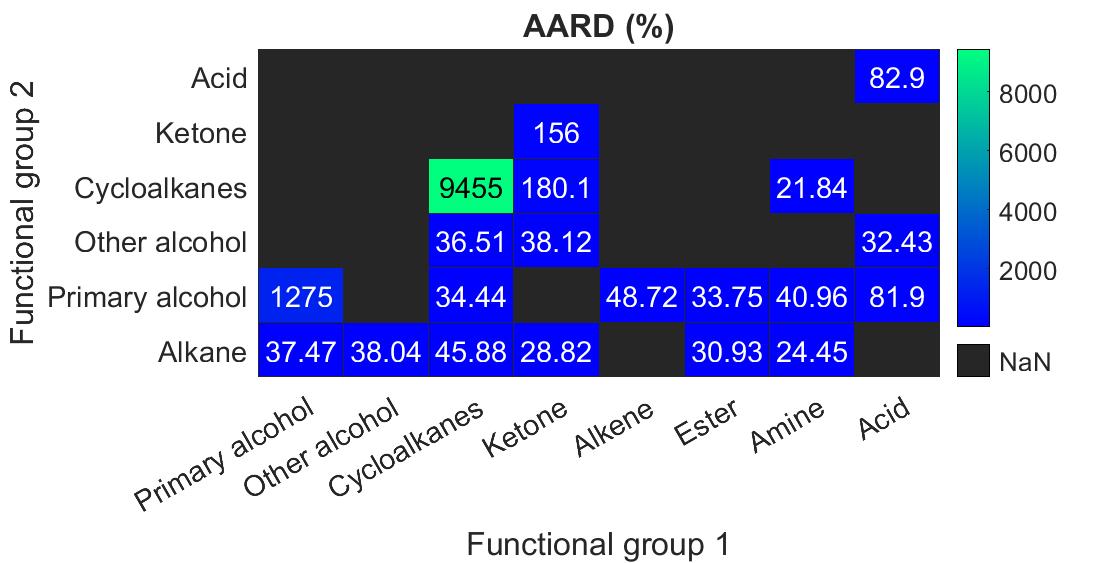 AARD (%)
Functional group 2
Acid 82.9
Ketone 156
Cycloalkanes 9455 180.1 21.84
Other alcohol 36.51 38.12 32.43
Primary alcohol 1275 34.44 48.72 33.75 40.96 81.9
Alkane 37.47 38.04 45.88 28.82 30.93 24.45
Primary alcohol Other alcohol Cycloalkanes Ketone Alkene Ester Amine Acid
Functional group 1
8000
6000
4000
2000
NaN